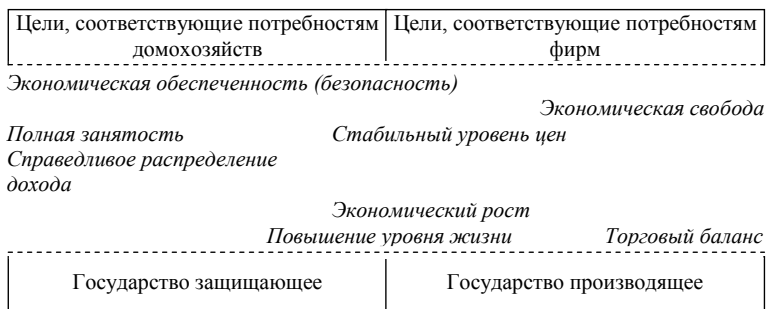 Цели, соответствующие потребностям домохозяйств
Цели, соответствующие потребностям фирм
Экономическая обеспеченность (безопасность)
Экономическая свобода
Полная занятость Стабильный уровень цен
Справедливое распределение
дохода
Экономический рост
Повышение уровня жизни Торговый баланс
Государство защищающее Государство производящее